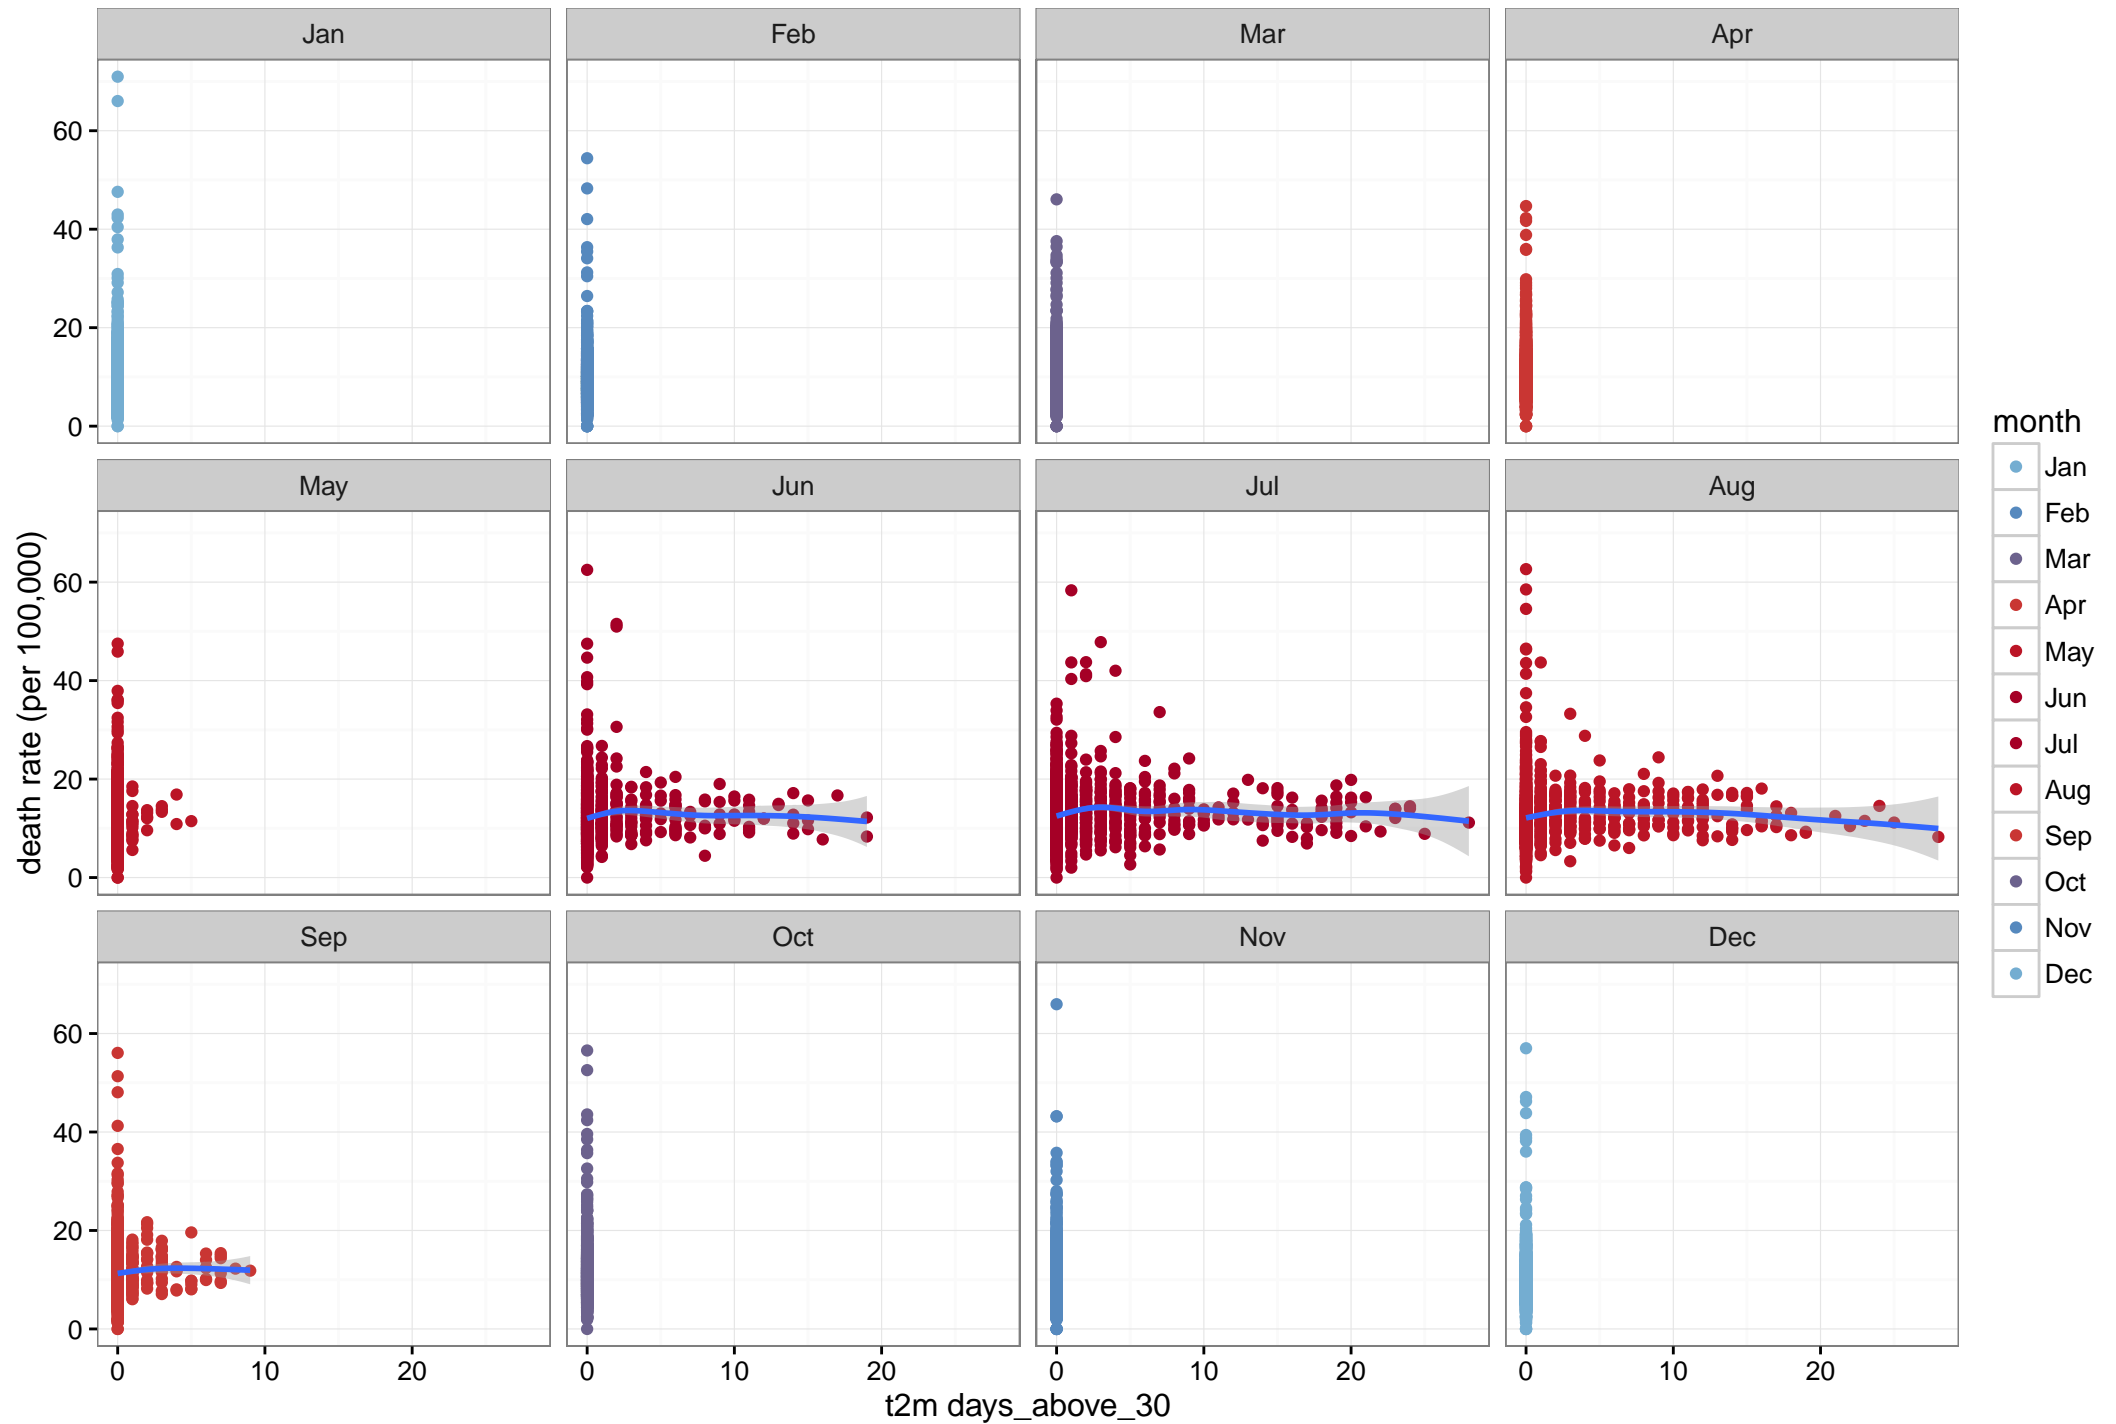 Jan Feb Mar Apr
60
40
20
0
May Jun Jul Aug
60
40
20
0
Sep Oct Nov Dec
60
40
20
0
0 10 20 0 10 20 0 10 20 0 10 20
t2m days_above_30
death rate (per 100,000)
month
Jan
Feb
Mar
Apr
May
Jun
Jul
Aug
Sep
Oct
Nov
Dec